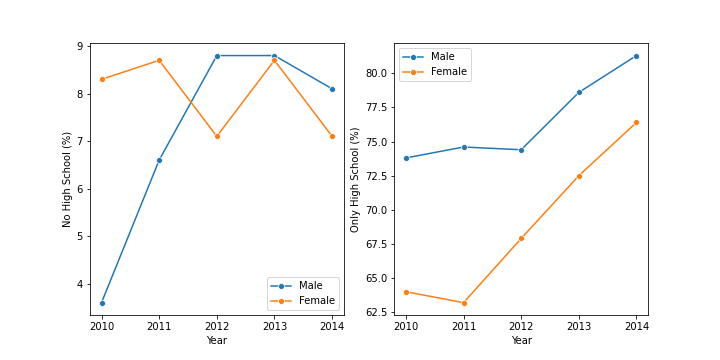 No High School (%)
9
8
7
6
5
4
2010 2011 2012 2013 2014
Year
Male
Female
Only High School (%)
80.0
77.5
75.0
72.5
70.0
67.5
65.0
62.5
2010 2011 2012 2013 2014
Year
Male
Female